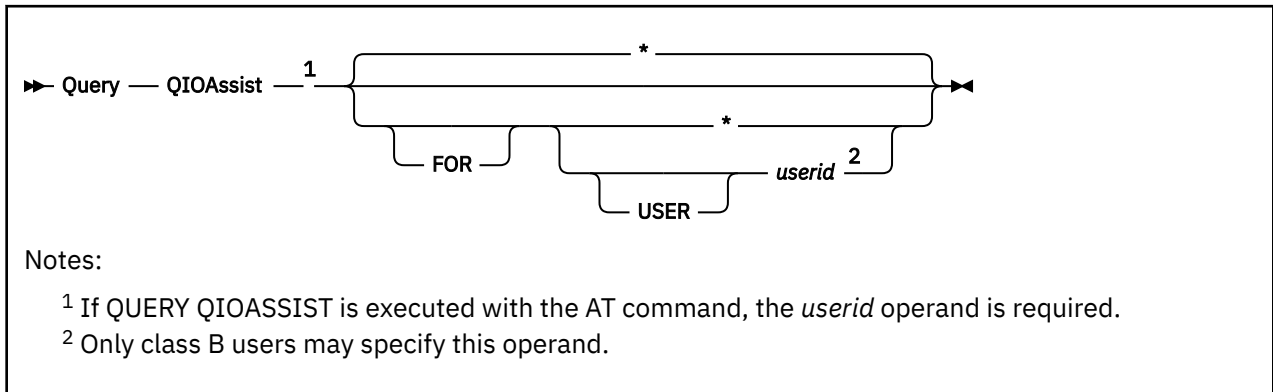 *
Query QIOAssist 1
*
FOR userid 2
USER
Notes:
1 If QUERY QIOASSIST is executed with the AT command, the userid operand is required.
2 Only class B users may specify this operand.